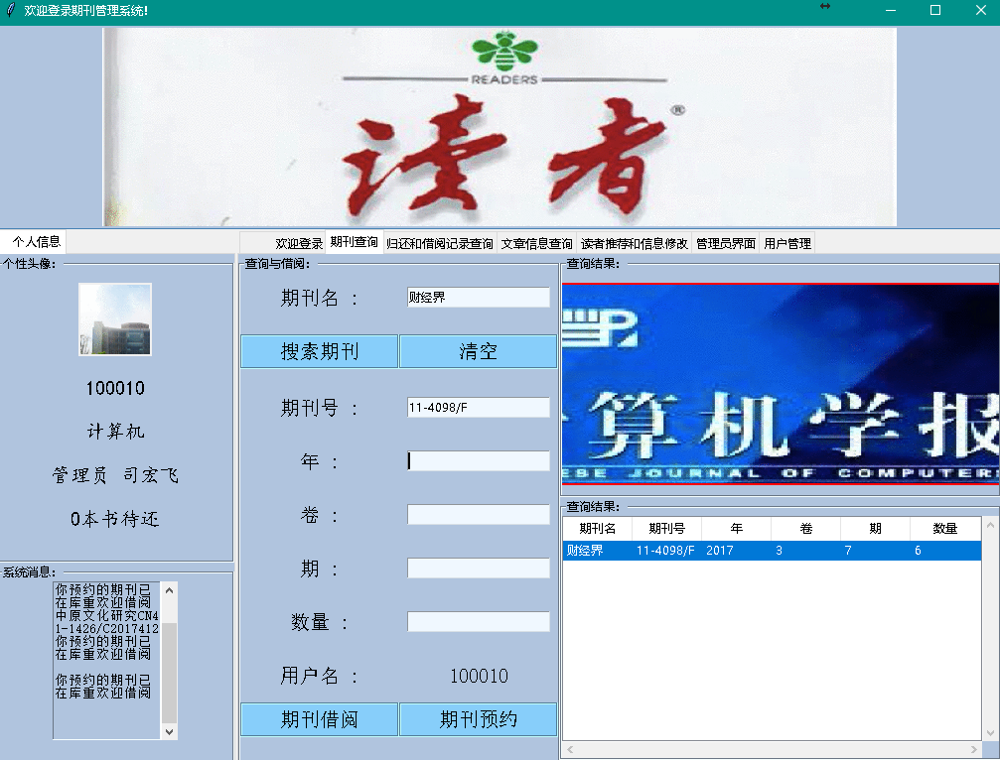 欢迎登录期刊管理系统!
READERS
读者®
个人信息
个性头像:
100010
计算机
管理员 司宏飞
0本书待还
系统消息:
你预约的期刊已
在库重欢迎借阅
中原文化研究CN4
1-1426/C2017412
你预约的期刊已
在库重欢迎借阅
你预约的期刊已
在库重欢迎借阅
欢迎登录 期刊查询 归还和借阅记录查询 文章信息查询 读者推荐和信息修改 管理员界面 用户管理
查询与借阅:
期刊名 : 财经界
搜索期刊 清空
期刊号 : 11-4098/F
年 :
卷 :
期 :
数量 :
用户名 : 100010
期刊借阅 期刊预约
查询结果:
算机学报
ESE JOURNAL OF COMPUTERS
查询结果:
期刊名 期刊号 年 卷 期 数量
财经界 11-4098/F 2017 3 7 6